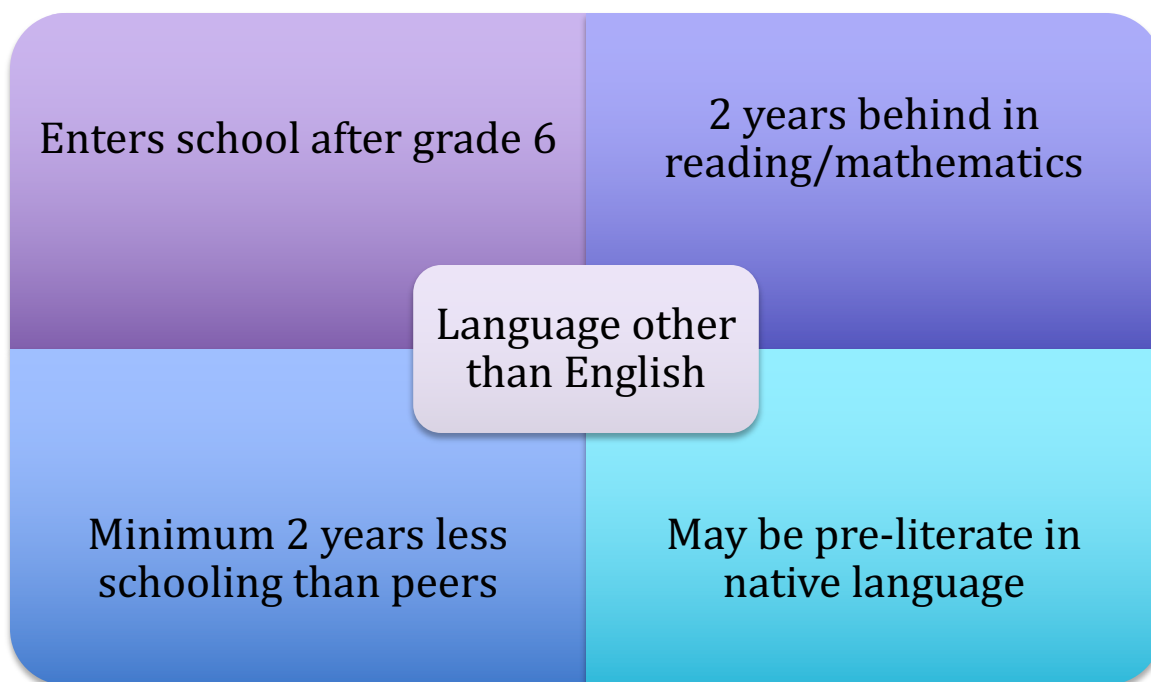 Enters school after grade 6
2 years behind in
reading/mathematics
Language other
than English
Minimum 2 years less
schooling than peers
May be pre-literate in
native language